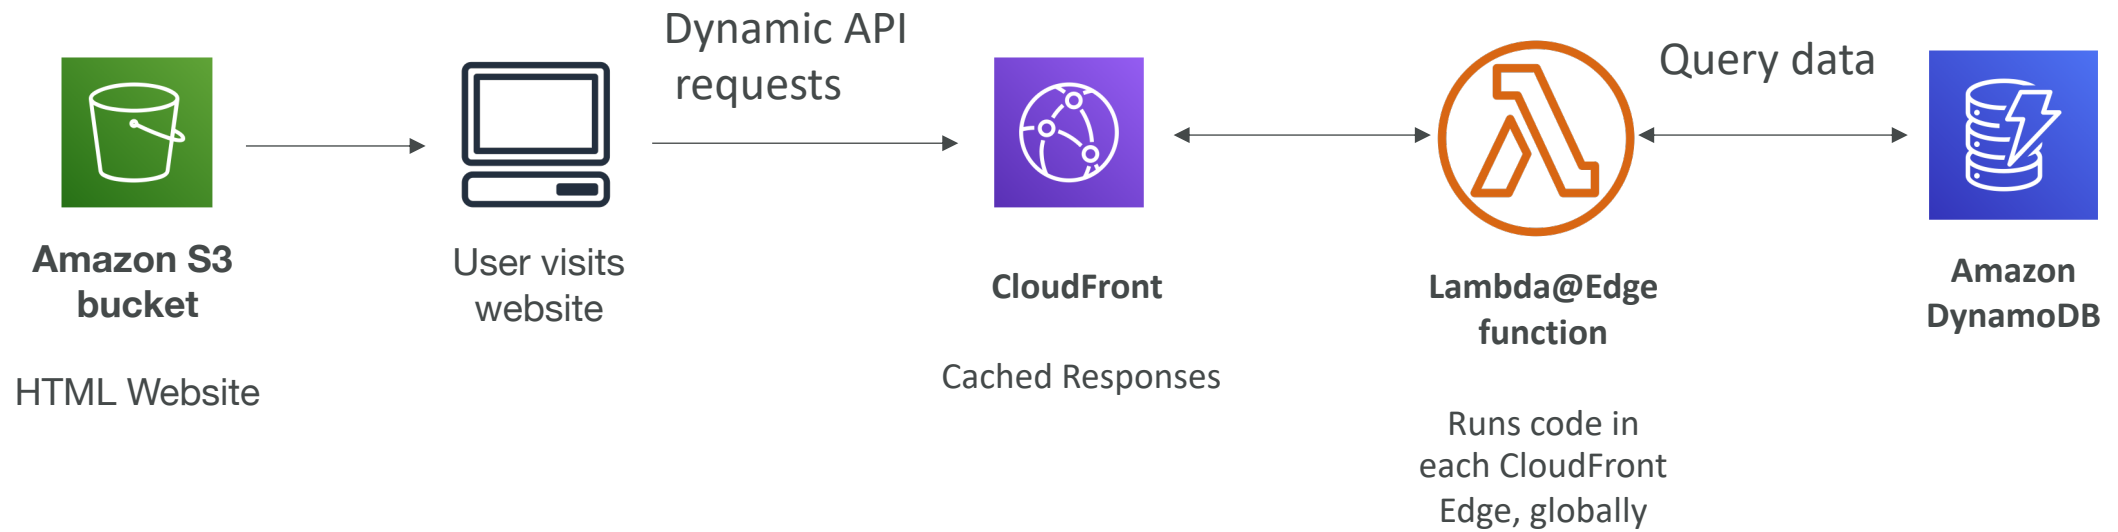 Dynamic API
requests
Query data
Amazon S3
bucket
HTML Website
User visits
website
CloudFront
Cached Responses
Lambda@Edge
function
Runs code in
each CloudFront
Edge, globally
Amazon
DynamoDB